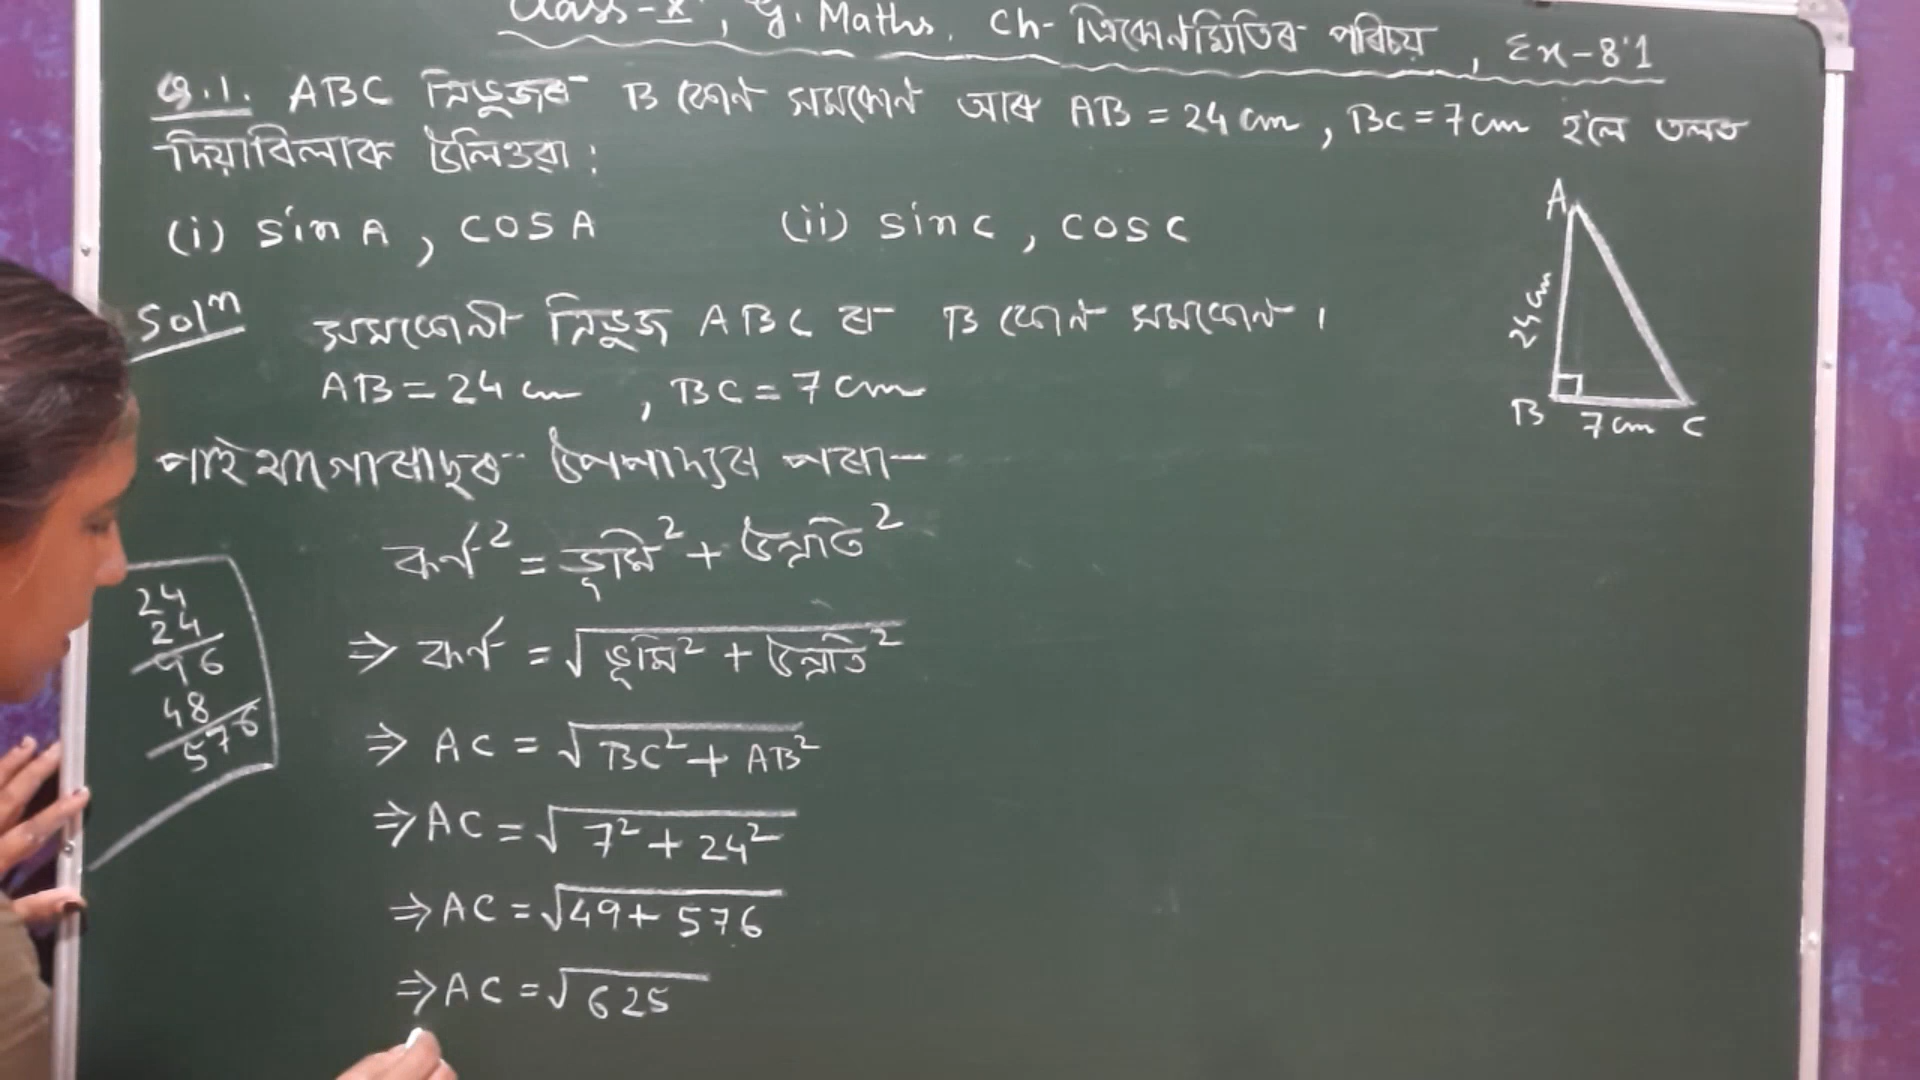 Class-X, G. Maths. Ch- ত্ৰিকোণমিতিৰ পৰিচয়, Ex-8.1
Q.1. ABC ত্ৰিভুজৰ B কোণ সমকোণ আৰু AB = 24 cm, BC = 7 cm হ'লে তলত
দিয়াবিলাক উলিওৱা:
(i) sin A, cos A (ii) sin C, cos C
Solⁿ সমকোণী ত্ৰিভুজ ABC ৰ B কোণ সমকোণ।
AB = 24 cm, BC = 7 cm
পাইথাগোৰাছৰ উপপাদ্যৰ পৰা—
কৰ্ণ² = ভূমি² + উন্নতি²
⇒ কৰ্ণ = √ভূমি² + উন্নতি²
⇒ AC = √BC² + AB²
⇒ AC = √7² + 24²
⇒ AC = √49 + 576
⇒ AC = √625
24
24
96
48
576
A
24 cm
B 7 cm C